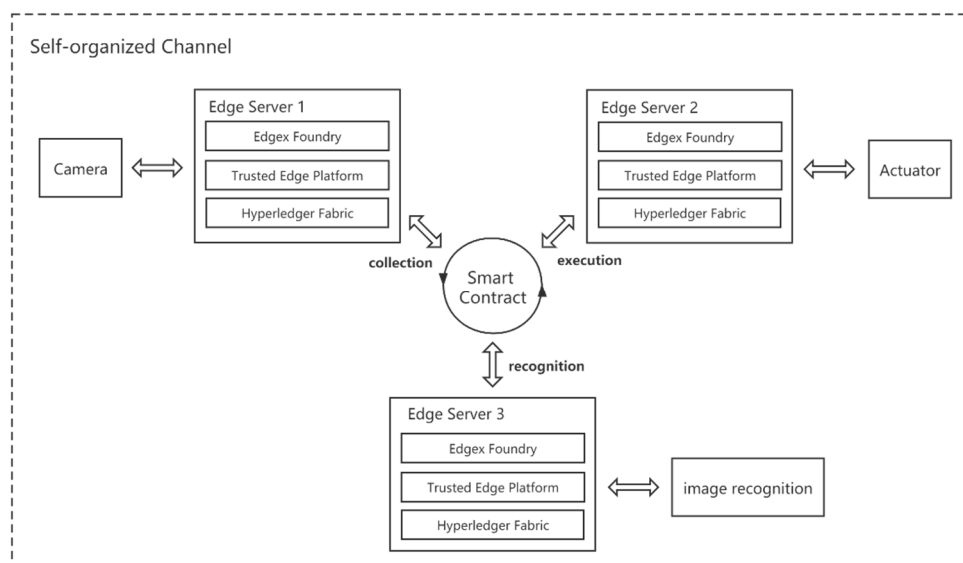 Self-organized Channel
Edge Server 1
Edgex Foundry
Trusted Edge Platform
Hyperledger Fabric
Camera
Edge Server 2
Edgex Foundry
Trusted Edge Platform
Hyperledger Fabric
Actuator
collection
execution
Smart
Contract
recognition
Edge Server 3
Edgex Foundry
Trusted Edge Platform
Hyperledger Fabric
image recognition